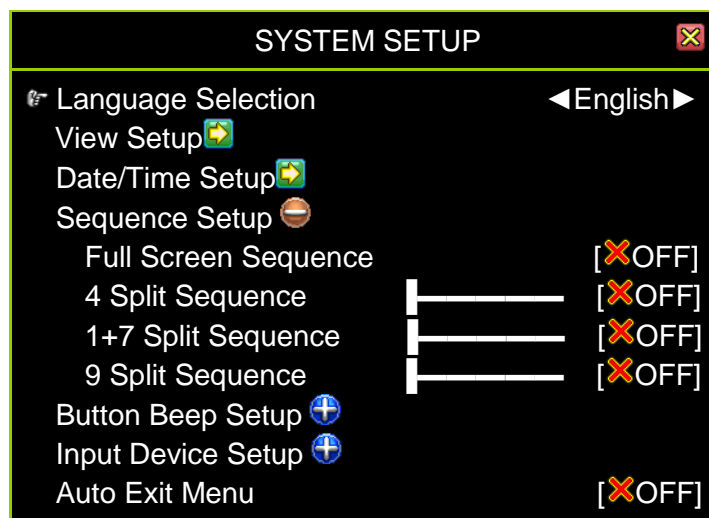 SYSTEM SETUP
Language Selection ◄English►
View Setup
Date/Time Setup
Sequence Setup
Full Screen Sequence [❌OFF]
4 Split Sequence [❌OFF]
1+7 Split Sequence [❌OFF]
9 Split Sequence [❌OFF]
Button Beep Setup
Input Device Setup
Auto Exit Menu [❌OFF]